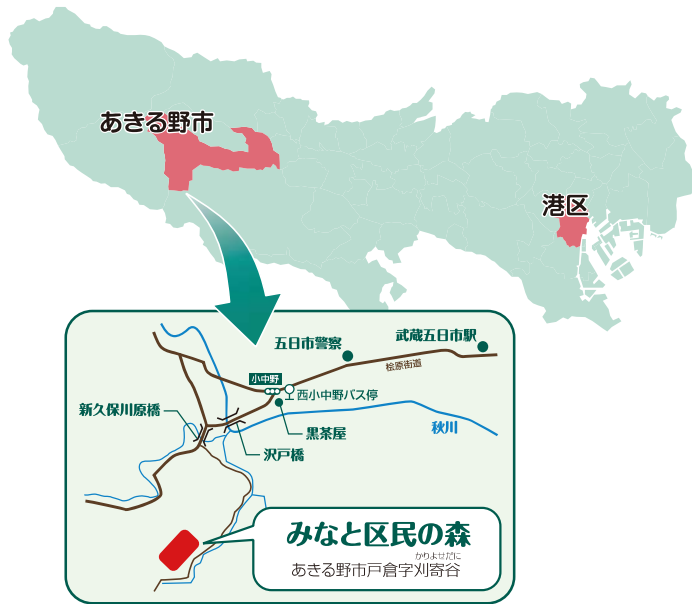 あきる野市
港区
五日市警察
武蔵五日市駅
檜原街道
小中野
西小中野バス停
新久保川原橋
黒茶屋
秋川
沢戸橋
みなと区民の森
かりよせだに
あきる野市戸倉字刈寄谷